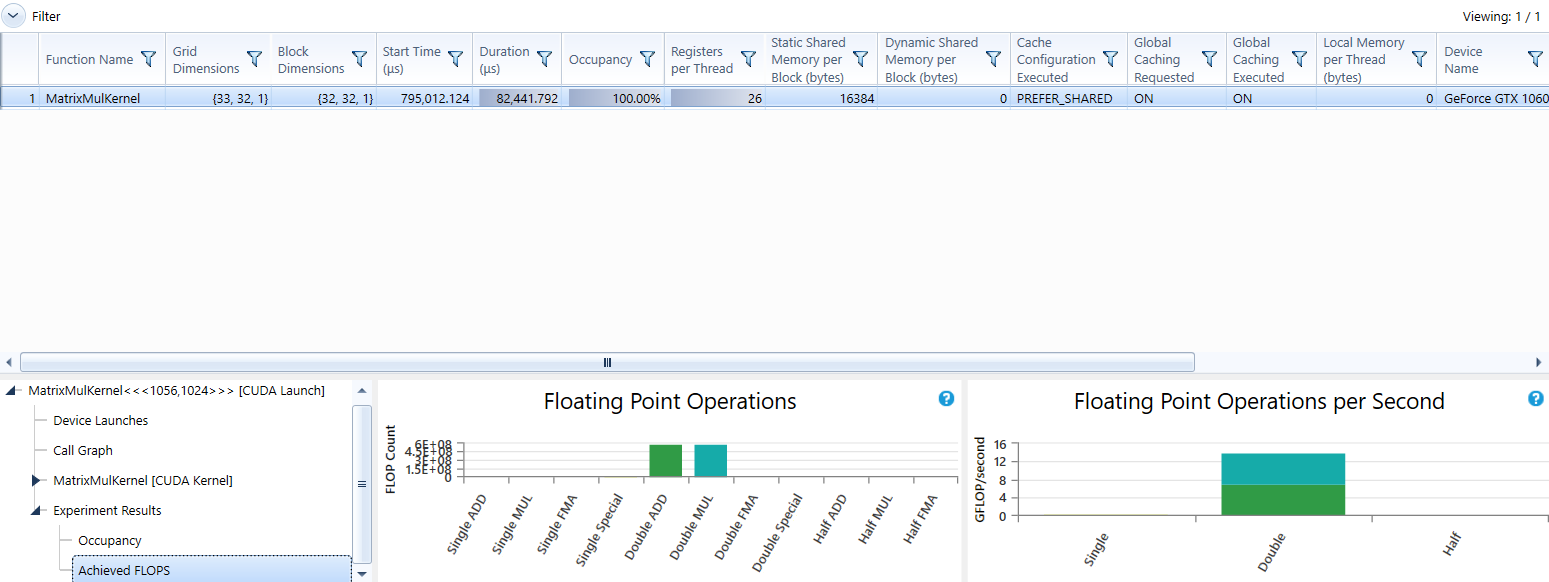 Filter
Viewing: 1 / 1
Function Name
Grid
Dimensions
Block
Dimensions
Start Time
(µs)
Duration
(µs)
Occupancy
Registers
per Thread
Static Shared
Memory per
Block (bytes)
Dynamic Shared
Memory per
Block (bytes)
Cache
Configuration
Executed
Global
Caching
Requested
Global
Caching
Executed
Local Memory
per Thread
(bytes)
Device
Name
1 MatrixMulKernel {33, 32, 1} {32, 32, 1} 795,012.124 82,441.792 100.00% 26 16384 0 PREFER_SHARED ON ON 0 GeForce GTX 1060
MatrixMulKernel<<<1056,1024>>> [CUDA Launch]
Device Launches
Call Graph
MatrixMulKernel [CUDA Kernel]
Experiment Results
Occupancy
Achieved FLOPS
Floating Point Operations
FLOP Count
6E+08
4.5E+08
3E+08
1.5E+08
0
Single ADD
Single MUL
Single FMA
Single Special
Double ADD
Double MUL
Double FMA
Double Special
Half ADD
Half MUL
Half FMA
Floating Point Operations per Second
GFLOP/second
16
12
8
4
0
Single
Double
Half